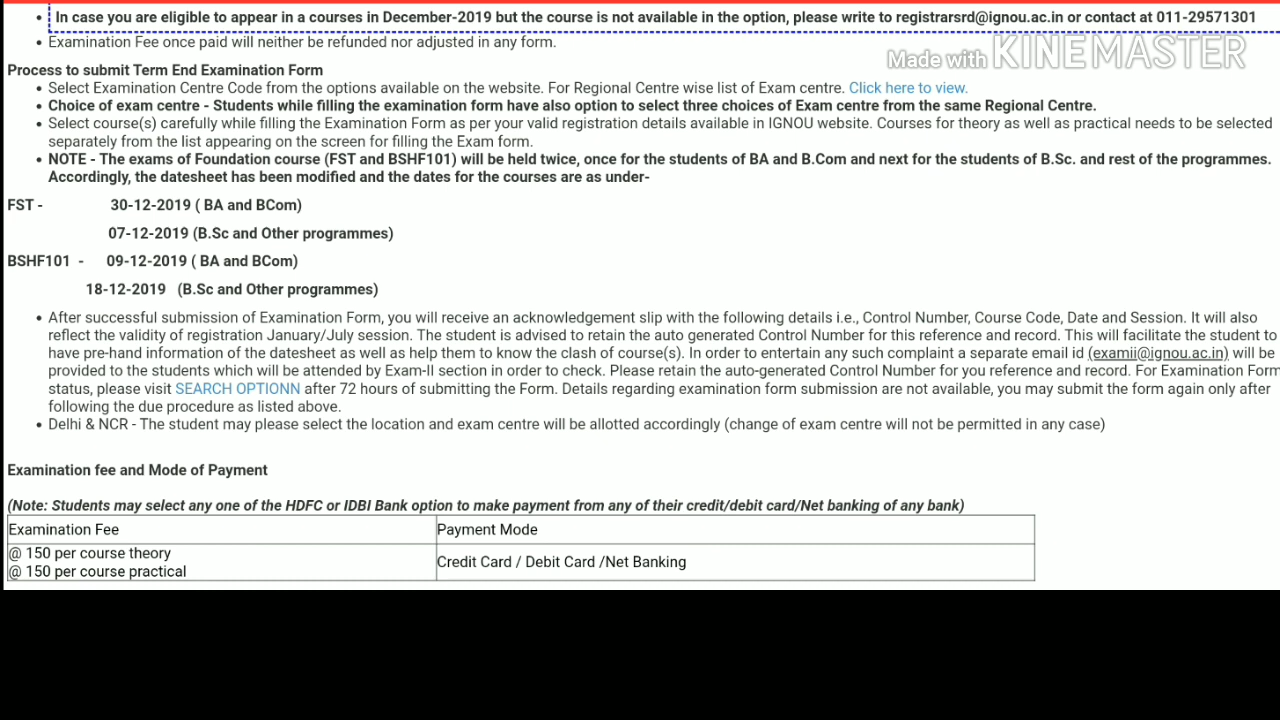 In case you are eligible to appear in a courses in December-2019 but the course is not available in the option, please write to registrarsrd@ignou.ac.in or contact at 011-29571301
Examination Fee once paid will neither be refunded nor adjusted in any form.
Made with KINEMASTER
Process to submit Term End Examination Form
Select Examination Centre Code from the options available on the website. For Regional Centre wise list of Exam centre. Click here to view.
Choice of exam centre - Students while filling the examination form have also option to select three choices of Exam centre from the same Regional Centre.
Select course(s) carefully while filling the Examination Form as per your valid registration details available in IGNOU website. Courses for theory as well as practical needs to be selected
separately from the list appearing on the screen for filling the Exam form.
NOTE - The exams of Foundation course (FST and BSHF101) will be held twice, once for the students of BA and B.Com and next for the students of B.Sc. and rest of the programmes.
Accordingly, the datesheet has been modified and the dates for the courses are as under-
FST - 30-12-2019 ( BA and BCom)
07-12-2019 (B.Sc and Other programmes)
BSHF101 - 09-12-2019 ( BA and BCom)
18-12-2019 (B.Sc and Other programmes)
After successful submission of Examination Form, you will receive an acknowledgement slip with the following details i.e., Control Number, Course Code, Date and Session. It will also
reflect the validity of registration January/July session. The student is advised to retain the auto generated Control Number for this reference and record. This will facilitate the student to
have pre-hand information of the datesheet as well as help them to know the clash of course(s). In order to entertain any such complaint a separate email id (examii@ignou.ac.in) will be
provided to the students which will be attended by Exam-II section in order to check. Please retain the auto-generated Control Number for you reference and record. For Examination Form
status, please visit SEARCH OPTIONN after 72 hours of submitting the Form. Details regarding examination form submission are not available, you may submit the form again only after
following the due procedure as listed above.
Delhi & NCR - The student may please select the location and exam centre will be allotted accordingly (change of exam centre will not be permitted in any case)
Examination fee and Mode of Payment
(Note: Students may select any one of the HDFC or IDBI Bank option to make payment from any of their credit/debit card/Net banking of any bank)
Examination Fee Payment Mode
@ 150 per course theory
@ 150 per course practical
Credit Card / Debit Card /Net Banking